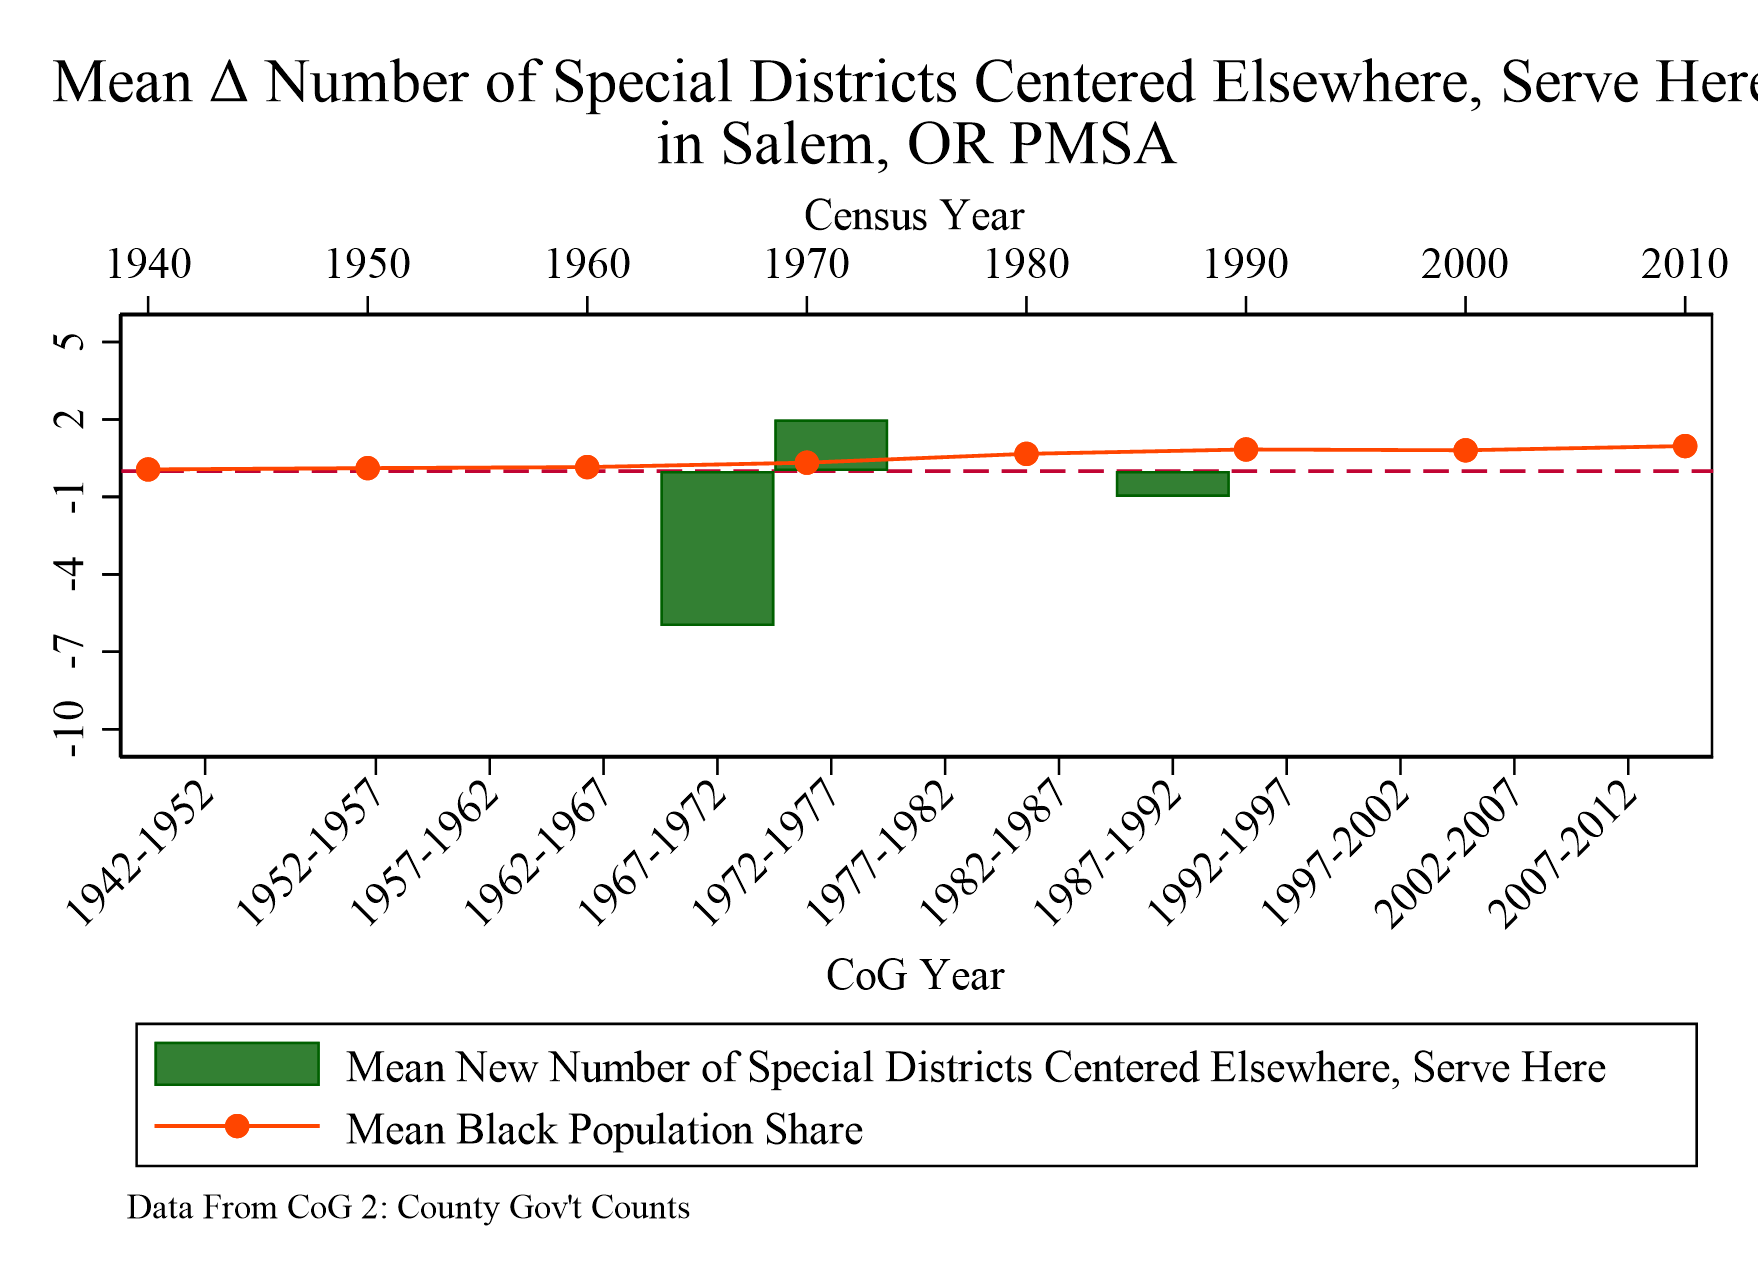 Mean Δ Number of Special Districts Centered Elsewhere, Serve Here
in Salem, OR PMSA
Census Year
1940 1950 1960 1970 1980 1990 2000 2010
5
2
-1
-4
-7
-10
1942-1952 1952-1957 1957-1962 1962-1967 1967-1972 1972-1977 1977-1982 1982-1987 1987-1992 1992-1997 1997-2002 2002-2007 2007-2012
CoG Year
Mean New Number of Special Districts Centered Elsewhere, Serve Here
Mean Black Population Share
Data From CoG 2: County Gov't Counts